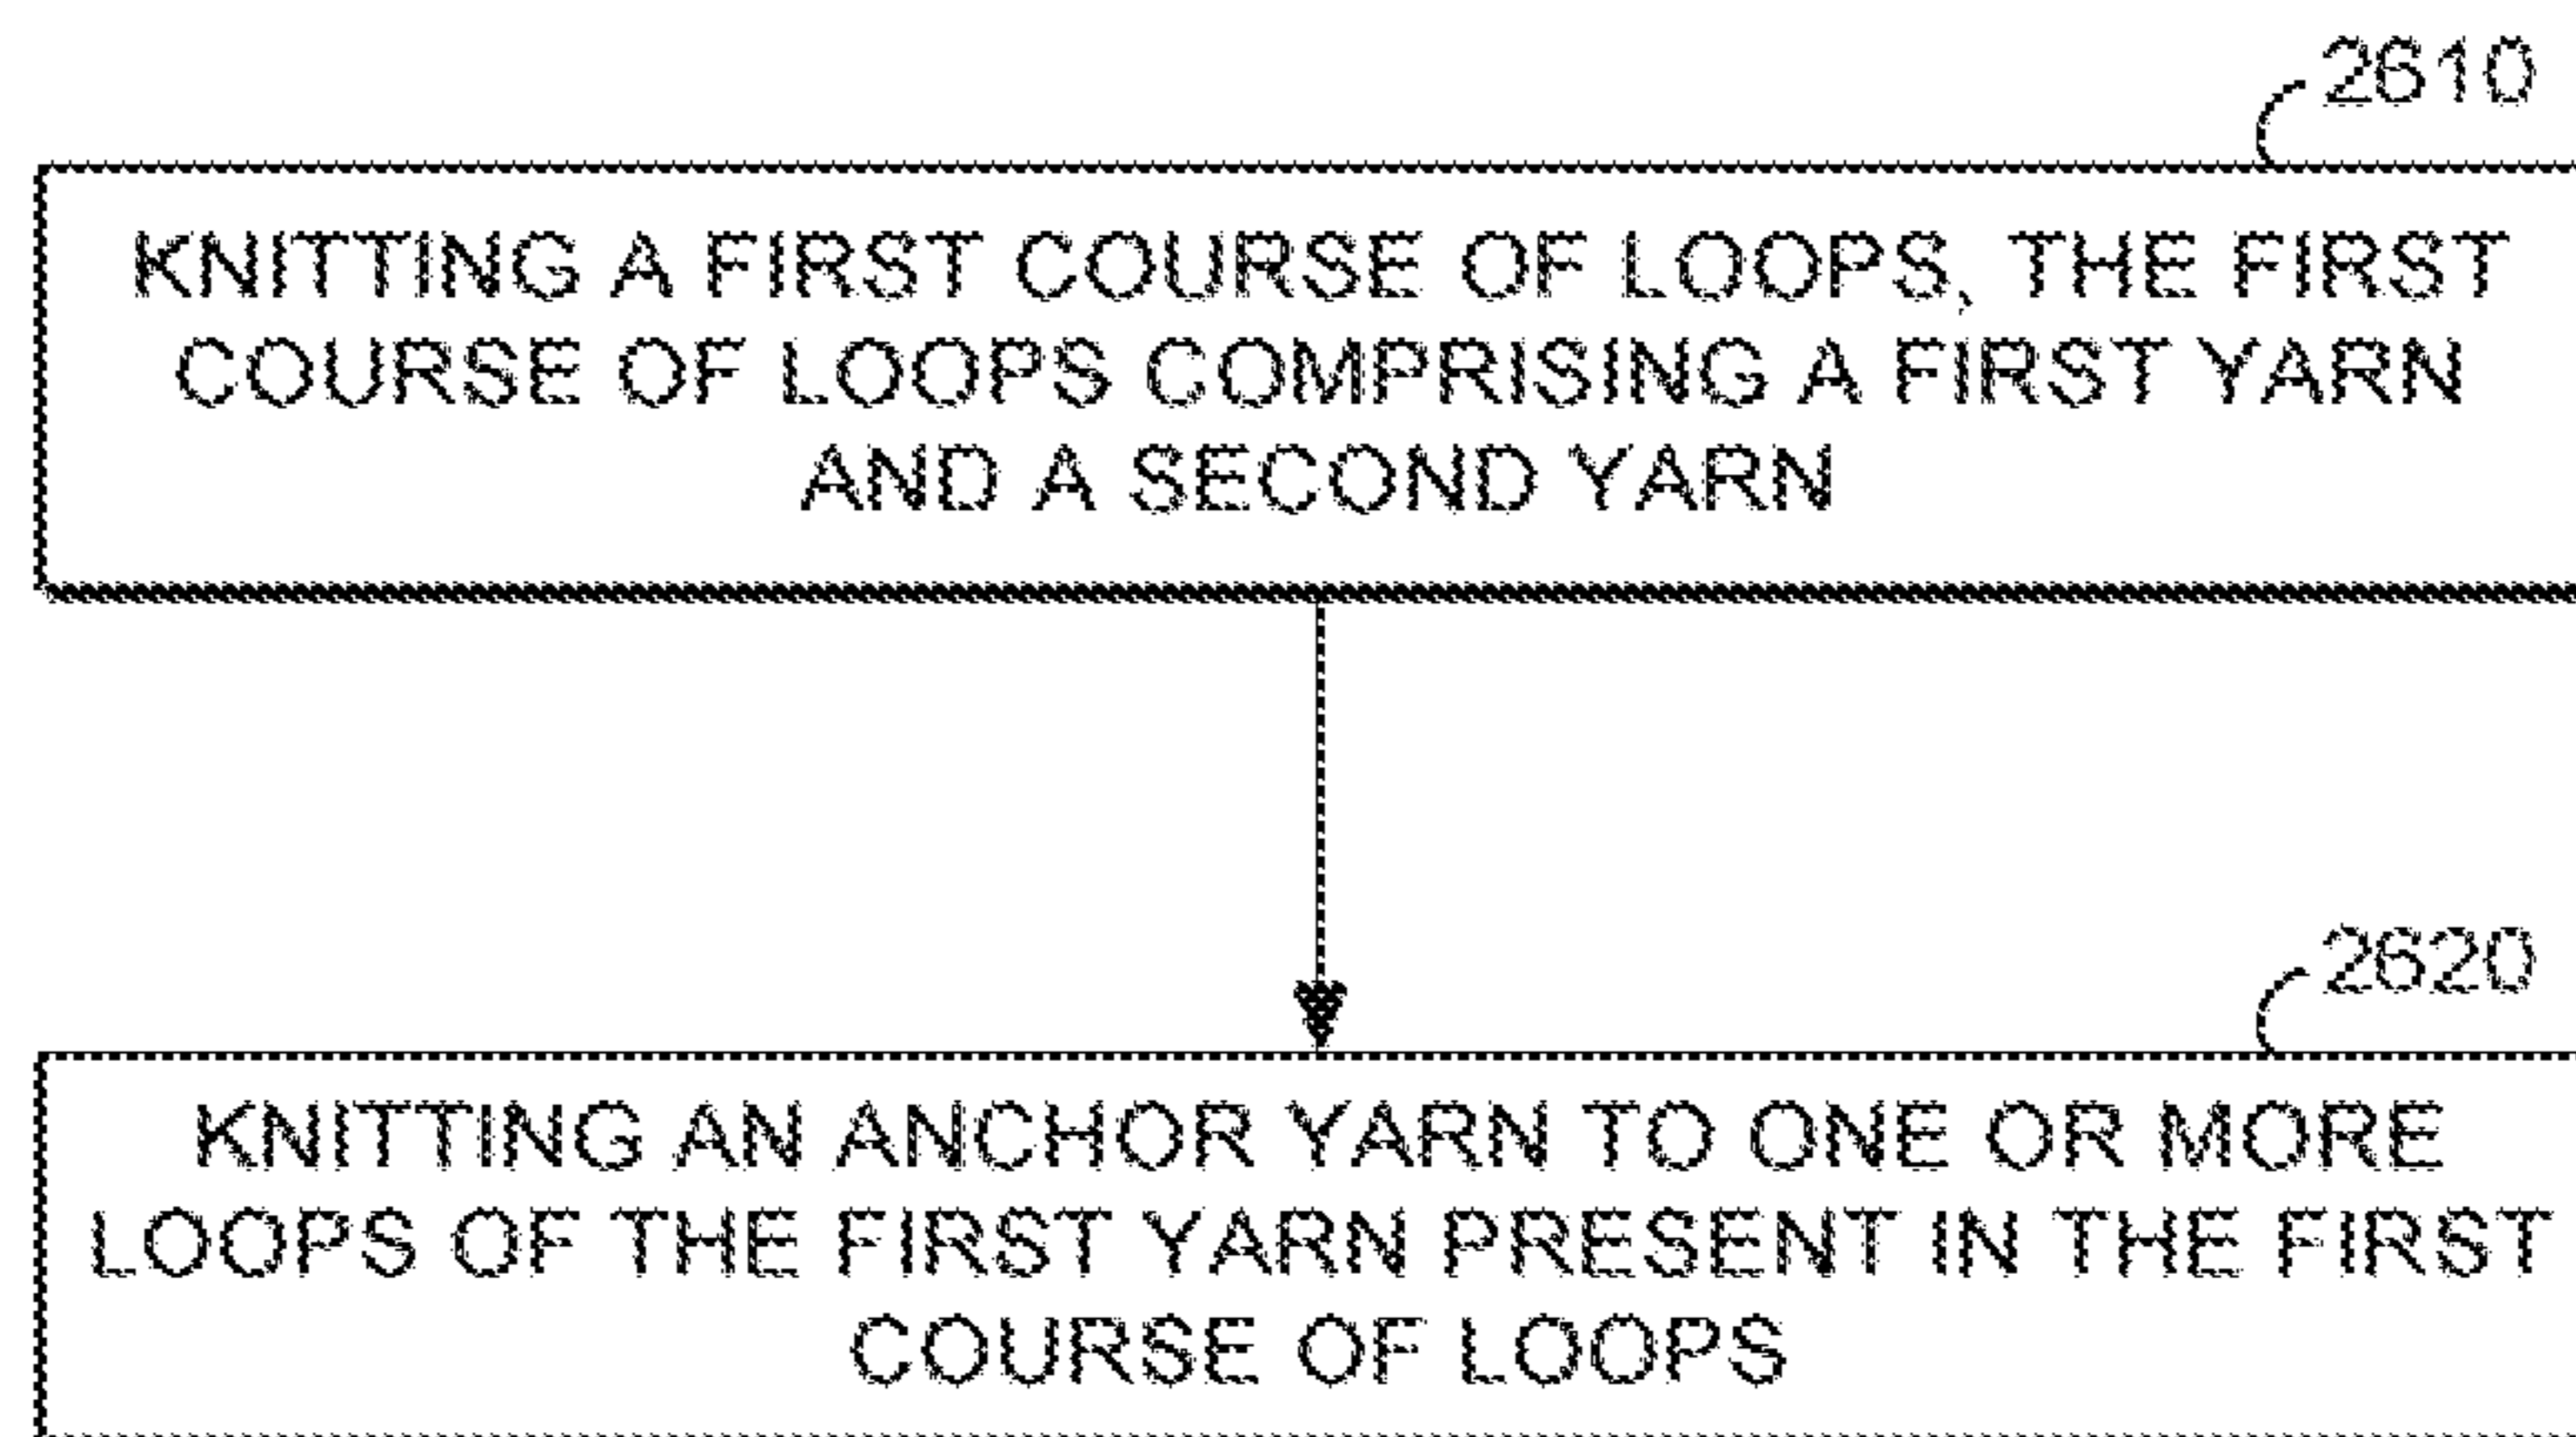 2610
KNITTING A FIRST COURSE OF LOOPS, THE FIRST
COURSE OF LOOPS COMPRISING A FIRST YARN
AND A SECOND YARN
2620
KNITTING AN ANCHOR YARN TO ONE OR MORE
LOOPS OF THE FIRST YARN PRESENT IN THE FIRST
COURSE OF LOOPS